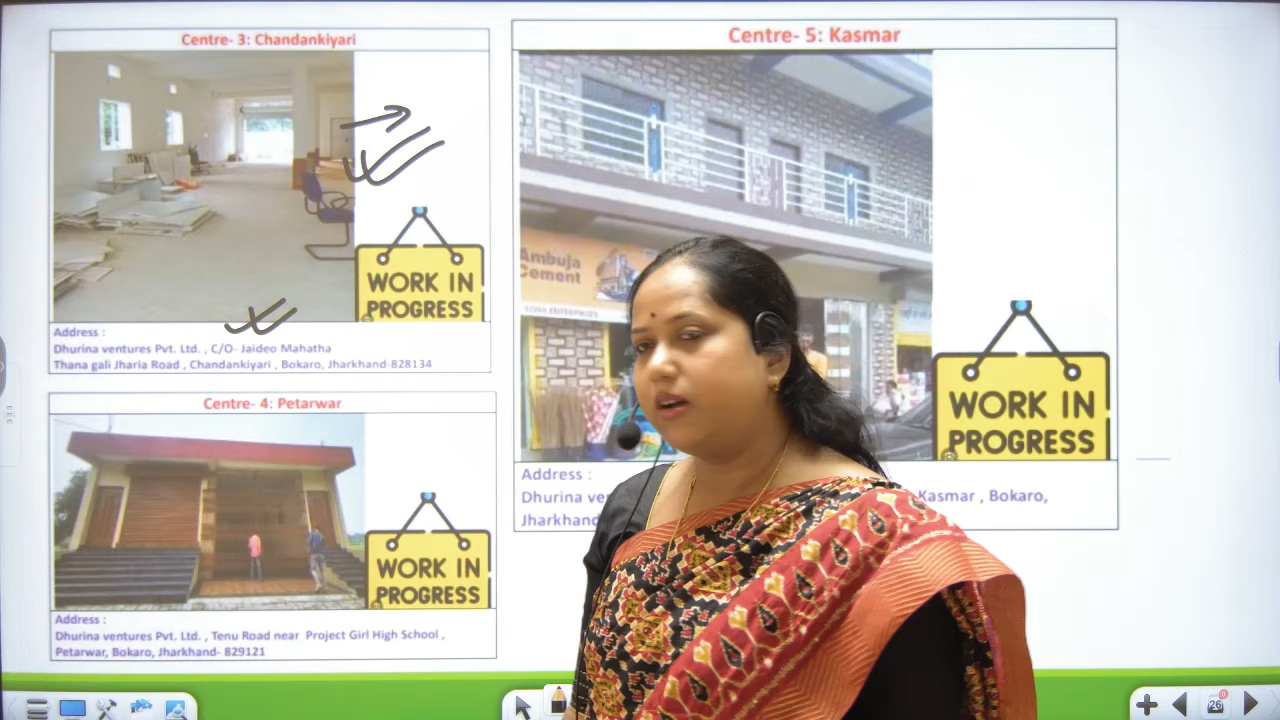 Centre- 3: Chandankiyari
WORK IN
PROGRESS
Address :
Dhurina ventures Pvt. Ltd. , C/O- Jaideo Mahatha
Thana gali Jharia Road , Chandankiyari , Bokaro, Jharkhand-828134
Centre- 4: Petarwar
WORK IN
PROGRESS
Address :
Dhurina ventures Pvt. Ltd. , Tenu Road near Project Girl High School ,
Petarwar, Bokaro, Jharkhand- 829121
Centre- 5: Kasmar
Ambuja
Cement
WORK IN
PROGRESS
Address :
Dhurina Kasmar , Bokaro,
Jharkhand
26
0